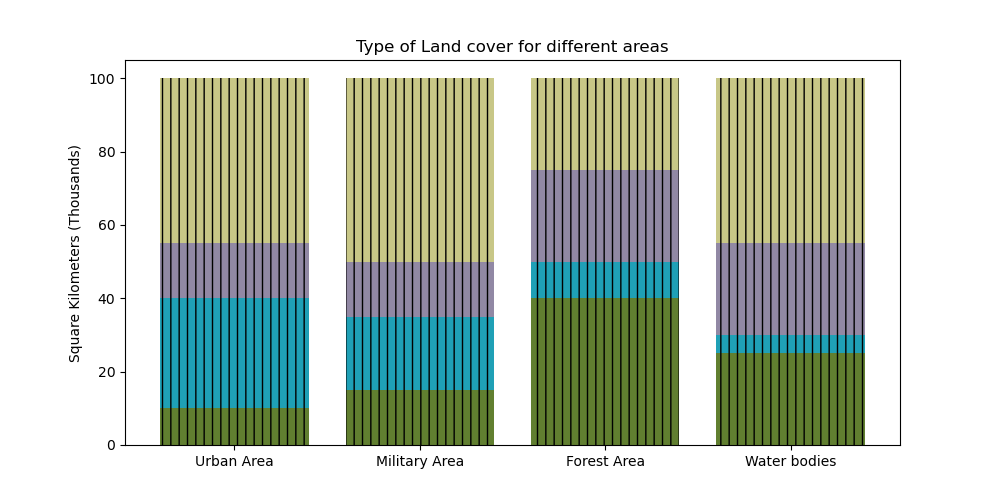 Type of Land cover for different areas
Square Kilometers (Thousands)
100
80
60
40
20
0
Urban Area
Military Area
Forest Area
Water bodies